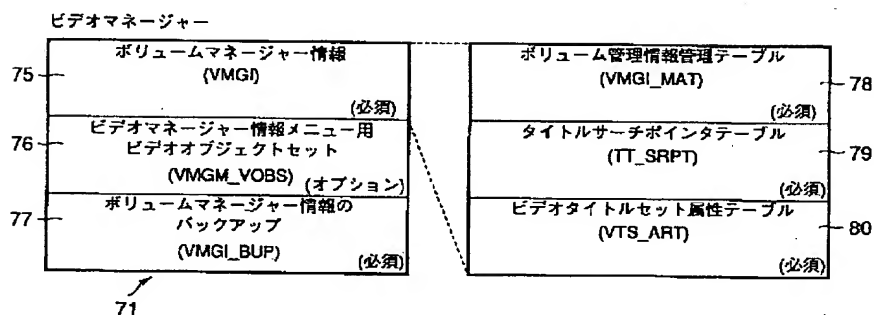 ビデオマネージャー
75
ボリュームマネージャー情報
(VMGI)
(必須)
76
ビデオマネージャー情報メニュー用
ビデオオブジェクトセット
(VMGM_VOBS)
(オプション)
77
ボリュームマネージャー情報の
バックアップ
(VMGI_BUP)
(必須)
71
ボリューム管理情報管理テーブル
(VMGI_MAT)
(必須)
78
タイトルサーチポインタテーブル
(TT_SRPT)
(必須)
79
ビデオタイトルセット属性テーブル
(VTS_ART)
(必須)
80